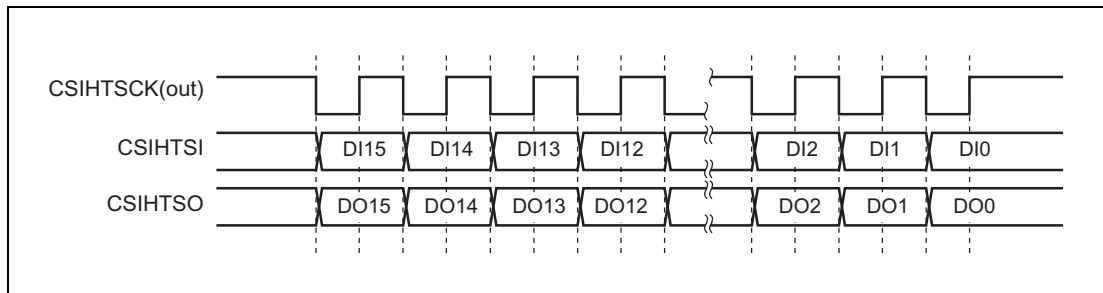 CSIHTSCK(out)
CSIHTSI DI15 DI14 DI13 DI12 DI2 DI1 DI0
CSIHTSO DO15 DO14 DO13 DO12 DO2 DO1 DO0